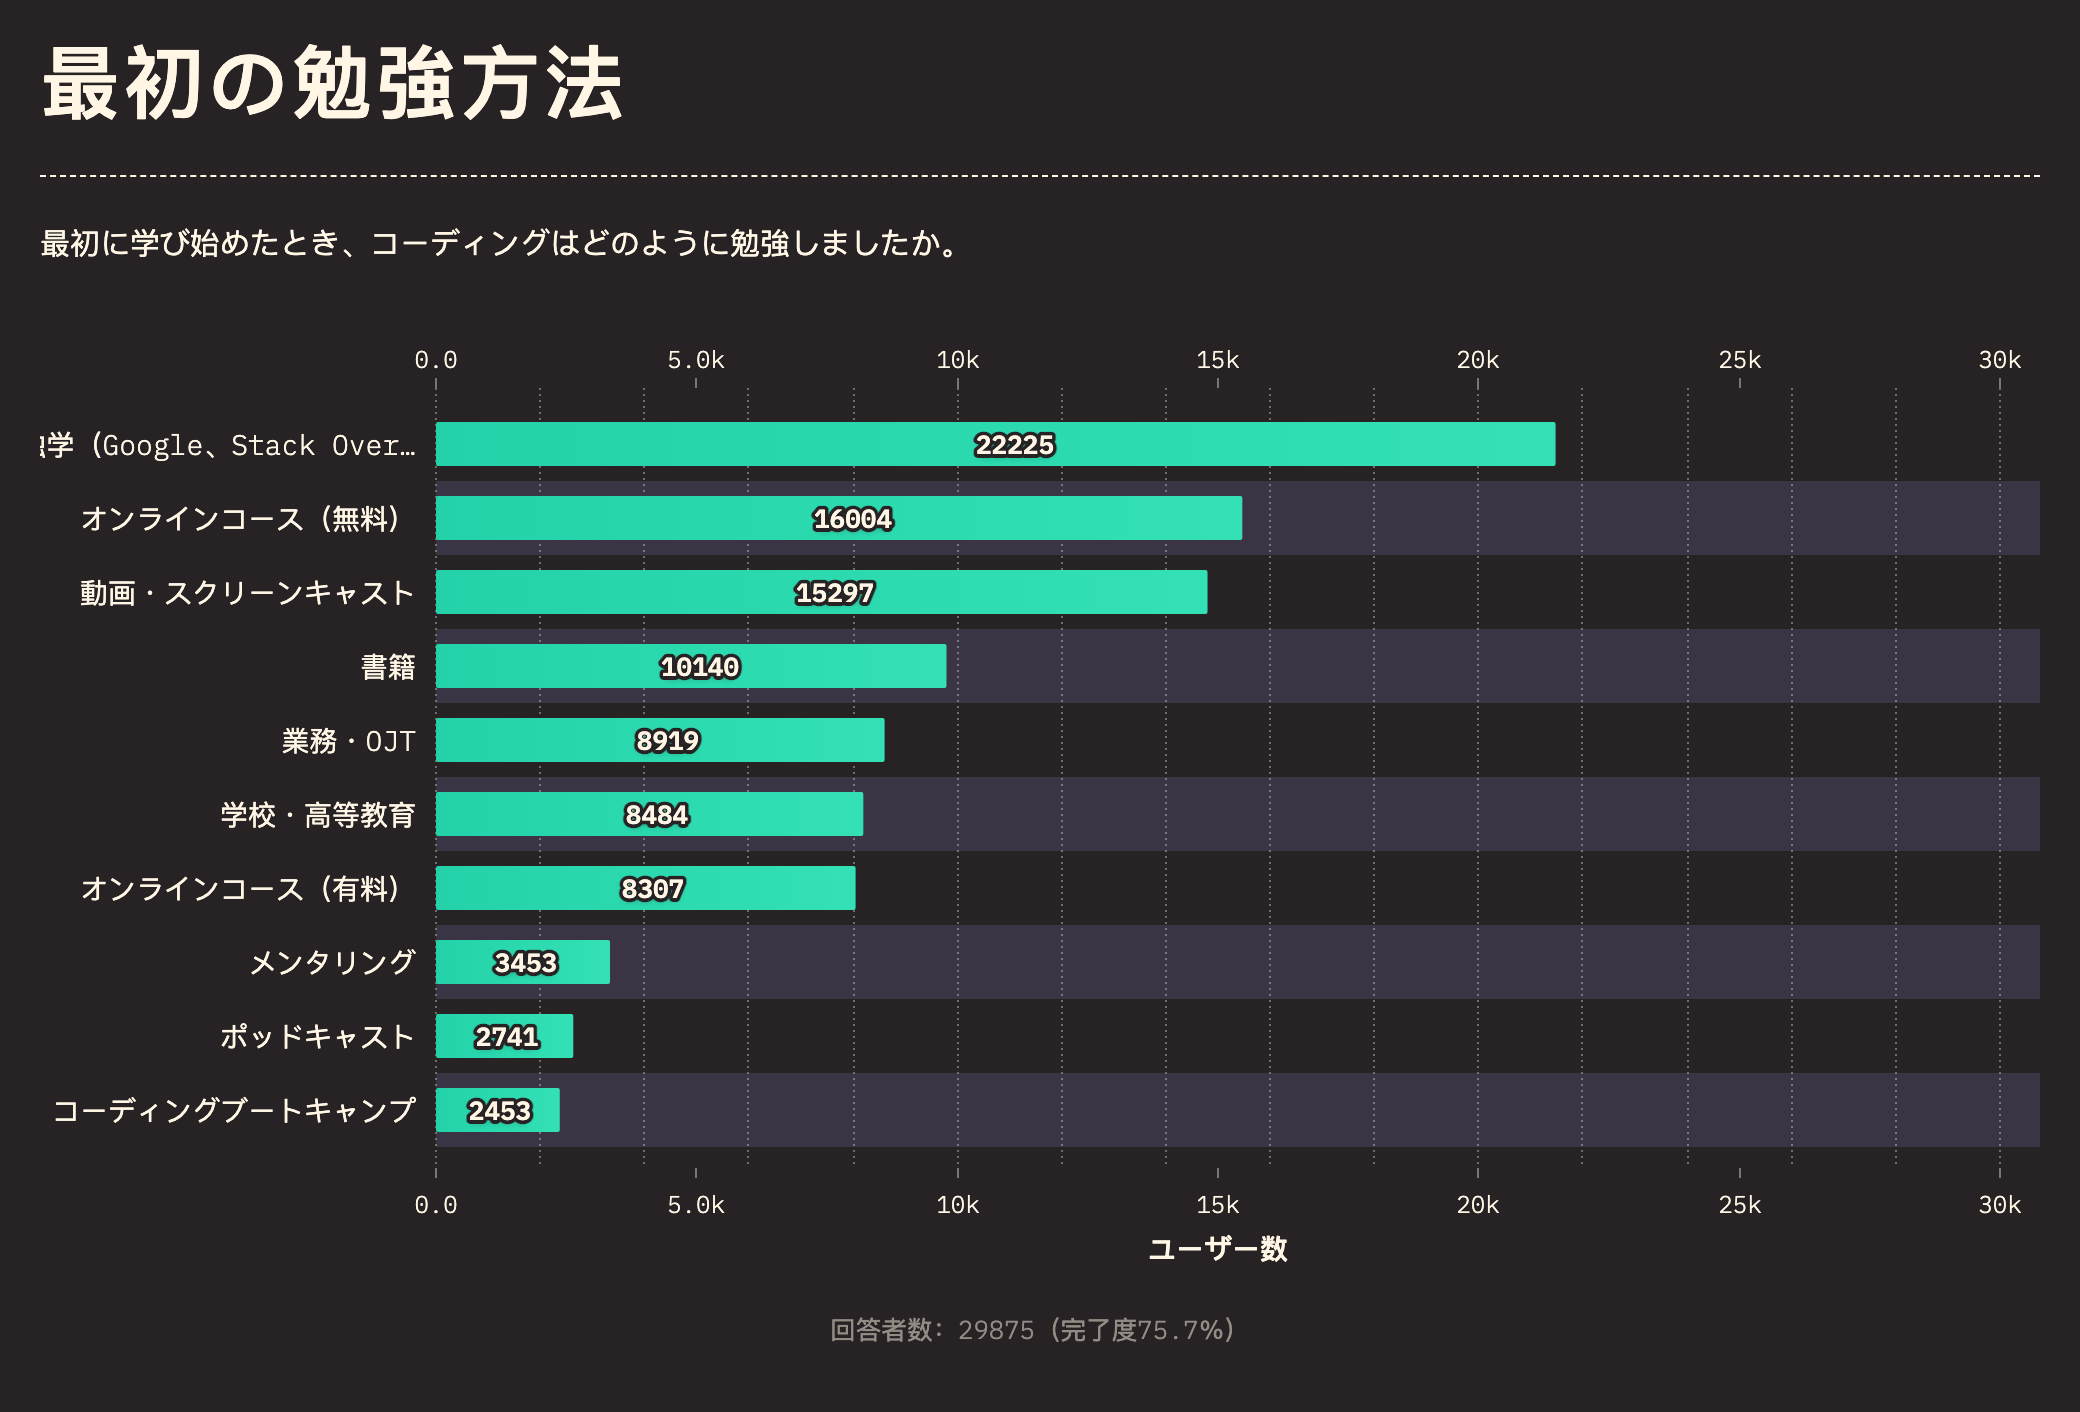 最初の勉強方法
最初に学び始めたとき、コーディングはどのように勉強しましたか。
0.0 5.0k 10k 15k 20k 25k 30k
学（Google、Stack Over… 22225
オンラインコース（無料） 16004
動画・スクリーンキャスト 15297
書籍 10140
業務・OJT 8919
学校・高等教育 8484
オンラインコース（有料） 8307
メンタリング 3453
ポッドキャスト 2741
コーディングブートキャンプ 2453
0.0 5.0k 10k 15k 20k 25k 30k
ユーザー数
回答者数：29875（完了度75.7%）